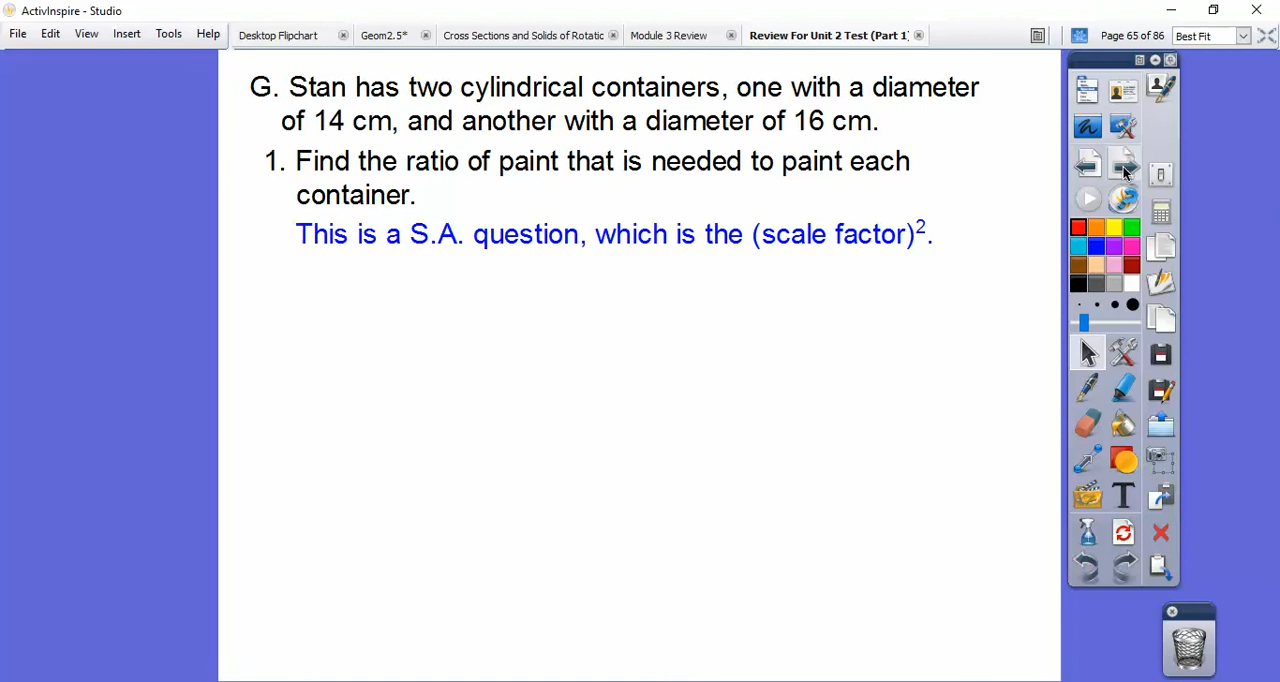 ActivInspire - Studio
File Edit View Insert Tools Help
Desktop Flipchart Geom2.5* Cross Sections and Solids of Rotatic Module 3 Review Review For Unit 2 Test (Part 1)
Page 65 of 86 Best Fit
G. Stan has two cylindrical containers, one with a diameter
of 14 cm, and another with a diameter of 16 cm.
1. Find the ratio of paint that is needed to paint each
container.
This is a S.A. question, which is the (scale factor)².